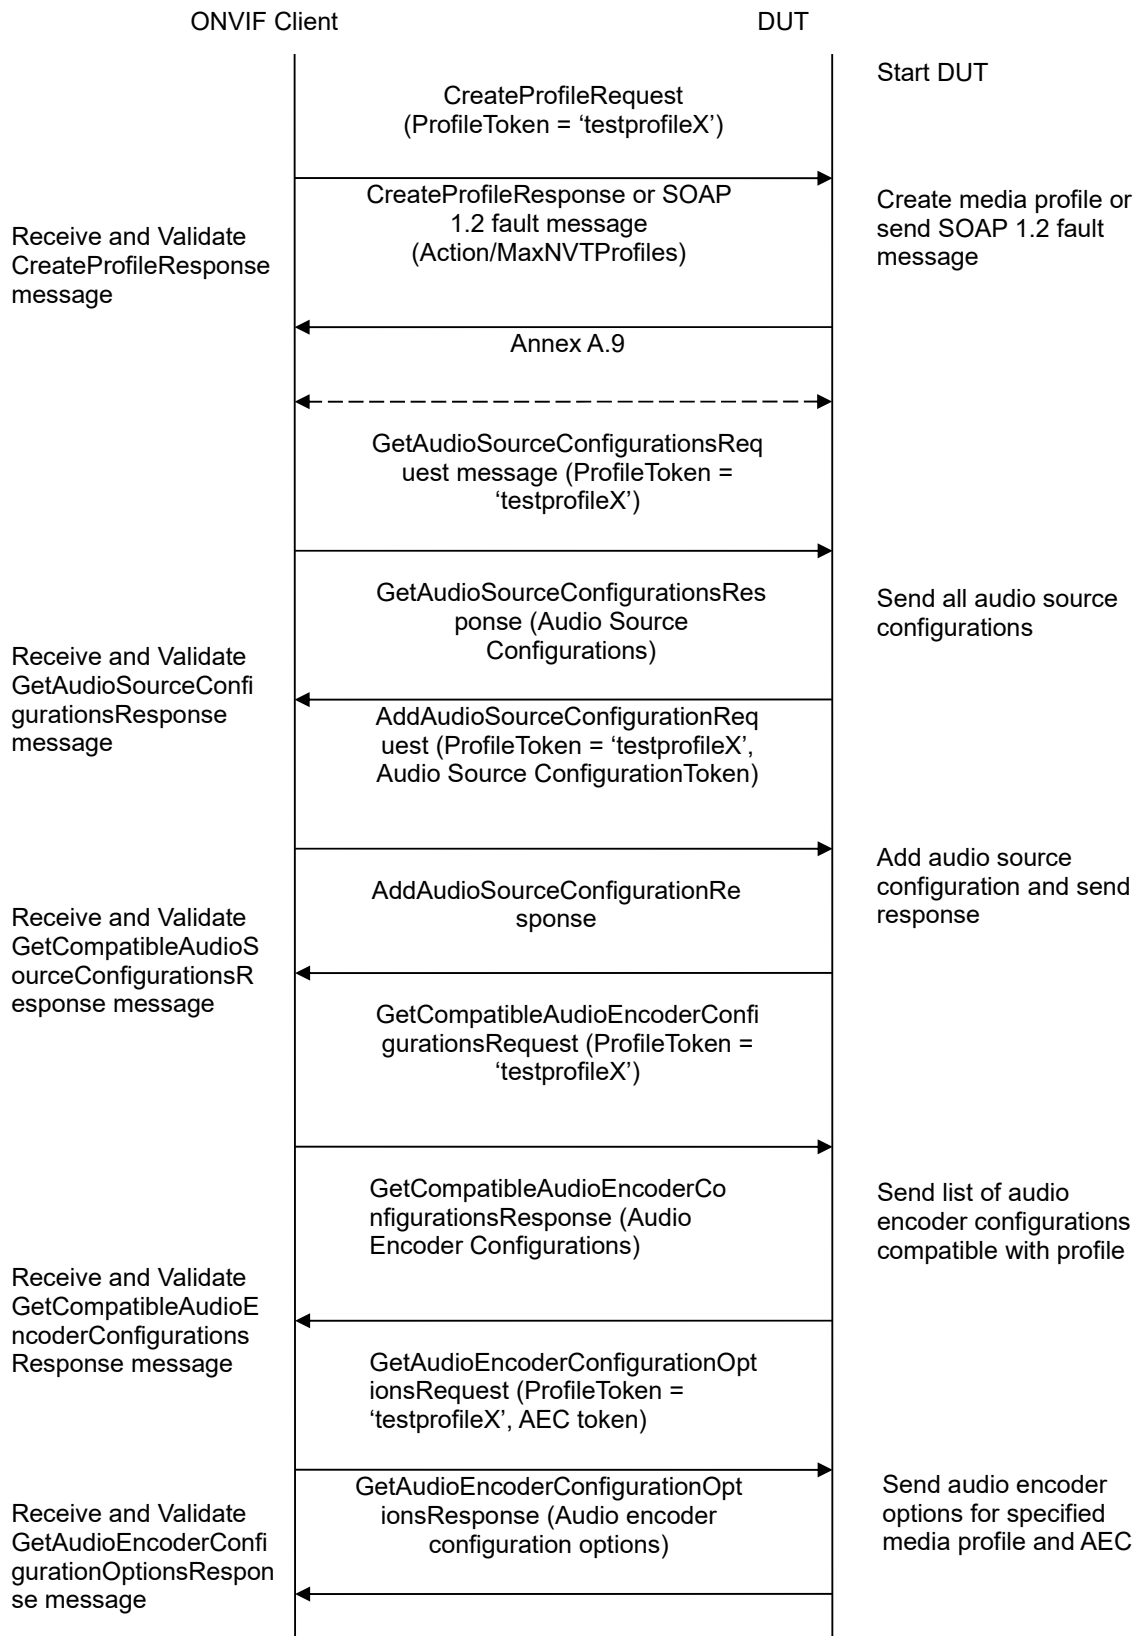 ONVIF Client
DUT
Start DUT
CreateProfileRequest
(ProfileToken = ‘testprofileX’)
CreateProfileResponse or SOAP
1.2 fault message
(Action/MaxNVTProfiles)
Create media profile or
send SOAP 1.2 fault
message
Receive and Validate
CreateProfileResponse
message
Annex A.9
GetAudioSourceConfigurationsReq
uest message (ProfileToken =
‘testprofileX’)
GetAudioSourceConfigurationsRes
ponse (Audio Source
Configurations)
Send all audio source
configurations
Receive and Validate
GetAudioSourceConfi
gurationsResponse
message
AddAudioSourceConfigurationReq
uest (ProfileToken = ‘testprofileX’,
Audio Source ConfigurationToken)
Add audio source
configuration and send
response
AddAudioSourceConfigurationRe
sponse
Receive and Validate
GetCompatibleAudioS
ourceConfigurationsR
esponse message
GetCompatibleAudioEncoderConfi
gurationsRequest (ProfileToken =
‘testprofileX’)
GetCompatibleAudioEncoderCo
nfigurationsResponse (Audio
Encoder Configurations)
Send list of audio
encoder configurations
compatible with profile
Receive and Validate
GetCompatibleAudioE
ncoderConfigurations
Response message
GetAudioEncoderConfigurationOpt
ionsRequest (ProfileToken =
‘testprofileX’, AEC token)
GetAudioEncoderConfigurationOpt
ionsResponse (Audio encoder
configuration options)
Send audio encoder
options for specified
media profile and AEC
Receive and Validate
GetAudioEncoderConfi
gurationOptionsRespon
se message